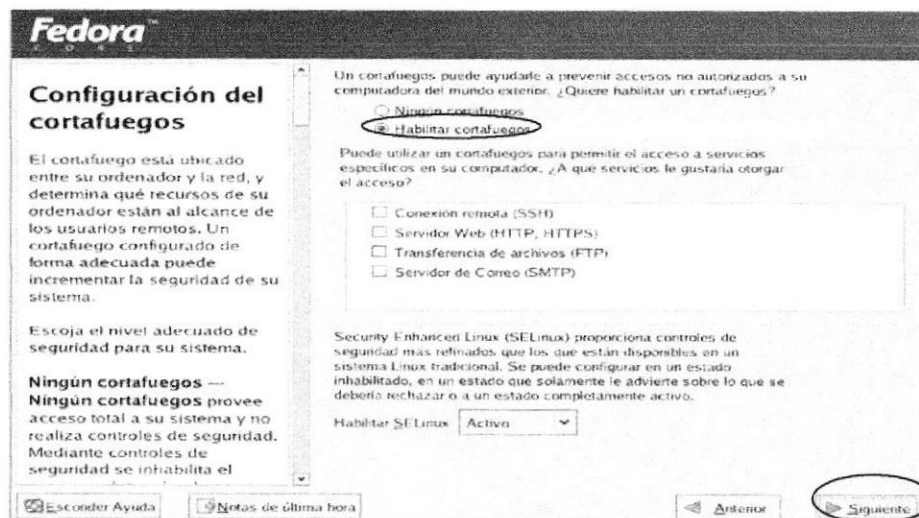 Fedora™
CORE
Configuración del
cortafuegos
El cortafuego está ubicado
entre su ordenador y la red, y
determina qué recursos de su
ordenador están al alcance de
los usuarios remotos. Un
cortafuego configurado de
forma adecuada puede
incrementar la seguridad de su
sistema.
Escoja el nivel adecuado de
seguridad para su sistema.
Ningún cortafuegos —
Ningún cortafuegos provee
acceso total a su sistema y no
realiza controles de seguridad.
Mediante controles de
seguridad se inhabilita el
Un cortafuegos puede ayudarle a prevenir accesos no autorizados a su
computadora del mundo exterior. ¿Quiere habilitar un cortafuegos?
Ningún cortafuegos
Habilitar cortafuegos
Puede utilizar un cortafuegos para permitir el acceso a servicios
específicos en su computador. ¿A que servicios le gustaría otorgar
el acceso?
Conexión remota (SSH)
Servidor Web (HTTP, HTTPS)
Transferencia de archivos (FTP)
Servidor de Correo (SMTP)
Security Enhanced Linux (SELinux) proporciona controles de
seguridad más refinados que los que están disponibles en un
sistema Linux tradicional. Se puede configurar en un estado
inhabilitado, en un estado que solamente le advierte sobre lo que se
debería rechazar o a un estado completamente activo.
Habilitar SELinux Activo
Esconder Ayuda Notas de última hora Anterior Siguiente